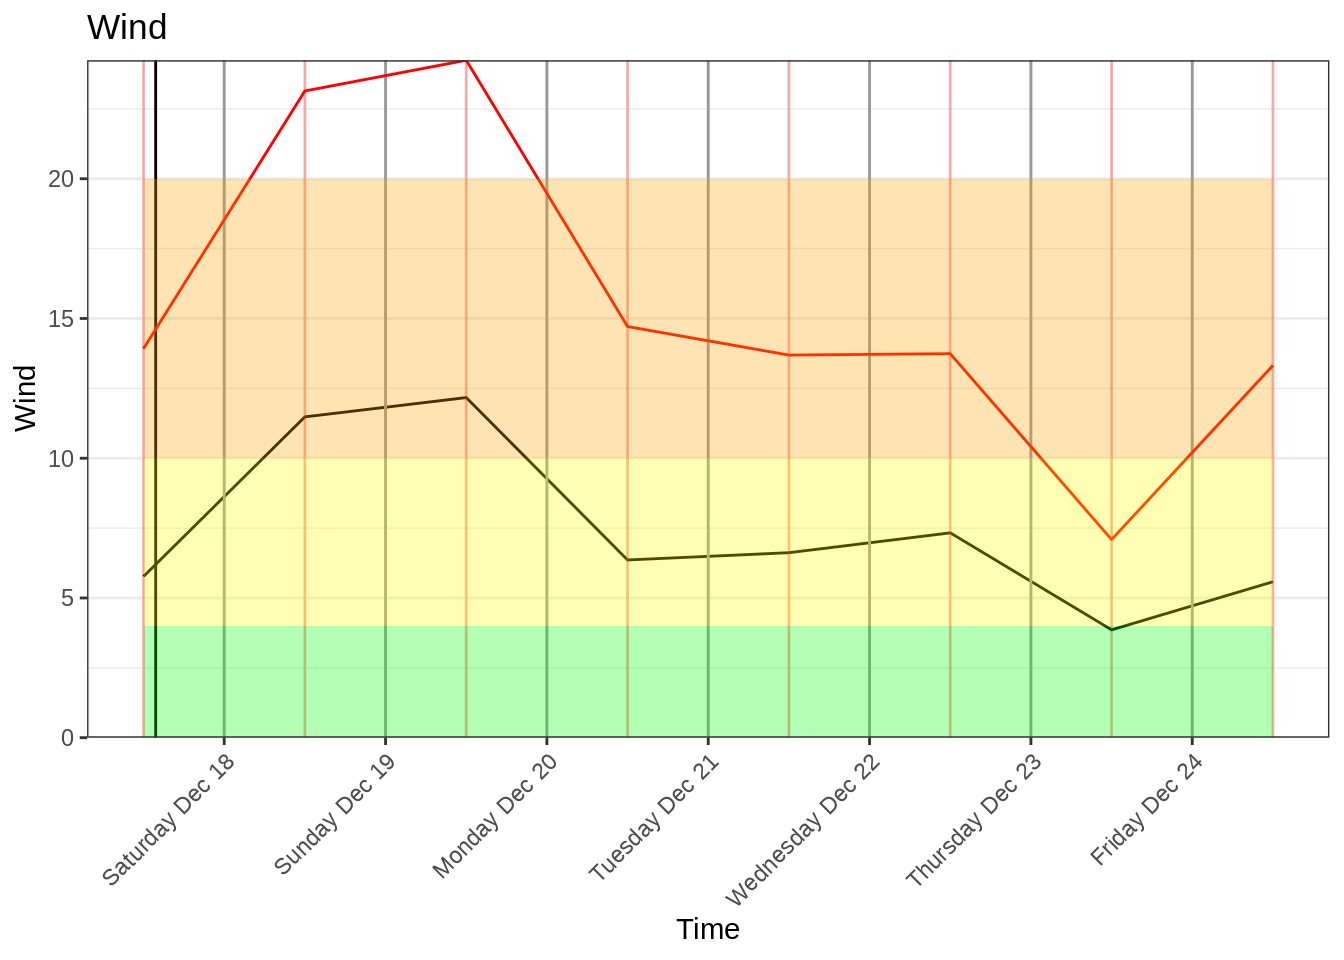 Wind
20
15
10
5
0
Wind
Saturday Dec 18
Sunday Dec 19
Monday Dec 20
Tuesday Dec 21
Wednesday Dec 22
Thursday Dec 23
Friday Dec 24
Time